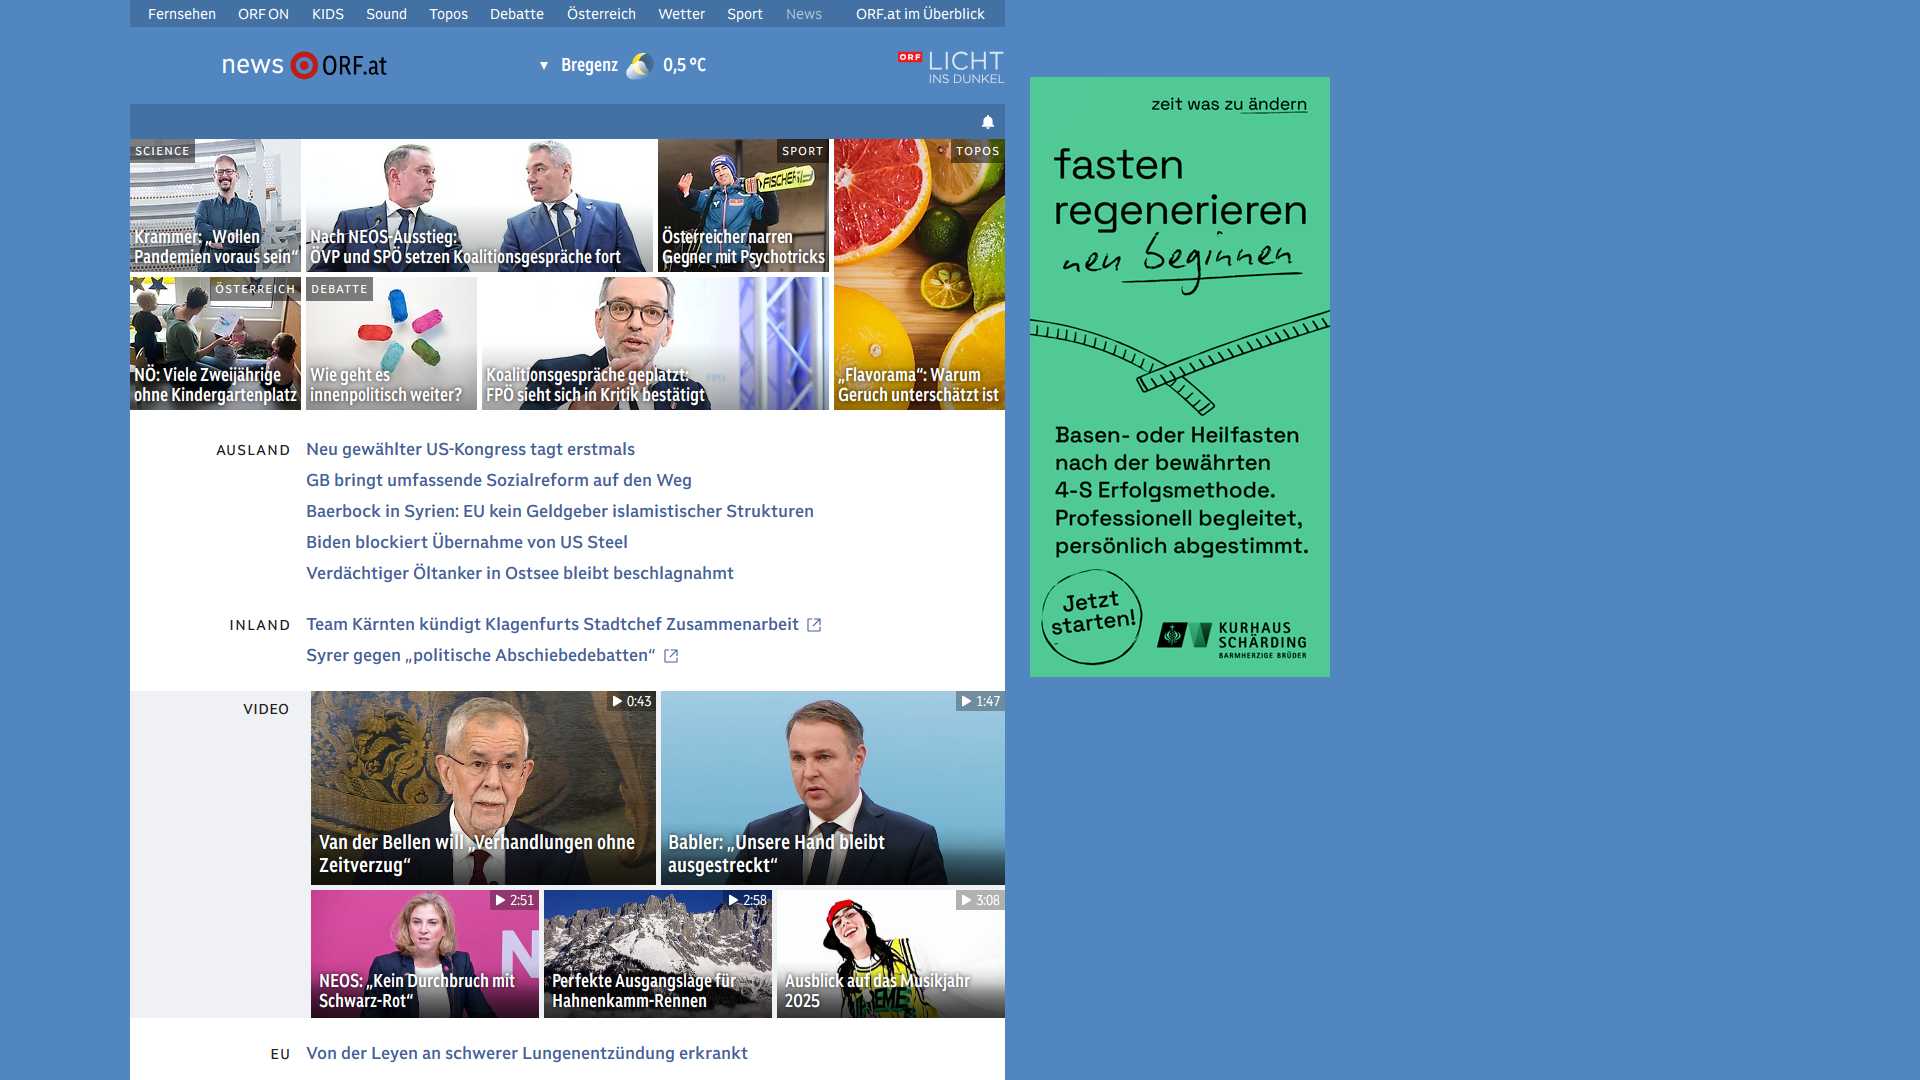 Fernsehen ORF ON KIDS Sound Topos Debatte Österreich Wetter Sport News ORF.at im Überblick
news ORF.at
▼ Bregenz 0,5 °C
ORF LICHT
INS DUNKEL
SCIENCE
Krammer: „Wollen
Pandemien voraus sein“
Nach NEOS-Ausstieg:
ÖVP und SPÖ setzen Koalitionsgespräche fort
SPORT
FISCHER
Österreicher narren
Gegner mit Psychotricks
TOPOS
„Flavorama“: Warum
Geruch unterschätzt ist
ÖSTERREICH
NÖ: Viele Zweijährige
ohne Kindergartenplatz
DEBATTE
Wie geht es
innenpolitisch weiter?
Koalitionsgespräche geplatzt:
FPÖ sieht sich in Kritik bestätigt
AUSLAND
Neu gewählter US-Kongress tagt erstmals
GB bringt umfassende Sozialreform auf den Weg
Baerbock in Syrien: EU kein Geldgeber islamistischer Strukturen
Biden blockiert Übernahme von US Steel
Verdächtiger Öltanker in Ostsee bleibt beschlagnahmt
INLAND
Team Kärnten kündigt Klagenfurts Stadtchef Zusammenarbeit
Syrer gegen „politische Abschiebedebatten“
VIDEO
0:43
Van der Bellen will „Verhandlungen ohne
Zeitverzug“
1:47
Babler: „Unsere Hand bleibt
ausgestreckt“
2:51
N
NEOS: „Kein Durchbruch mit
Schwarz-Rot“
2:58
Perfekte Ausgangslage für
Hahnenkamm-Rennen
3:08
Ausblick auf das Musikjahr
2025
EU
Von der Leyen an schwerer Lungenentzündung erkrankt
zeit was zu ändern
fasten
regenerieren
neu beginnen
Basen- oder Heilfasten
nach der bewährten
4-S Erfolgsmethode.
Professionell begleitet,
persönlich abgestimmt.
Jetzt
starten!
KURHAUS
SCHÄRDING
BARMHERZIGE BRÜDER